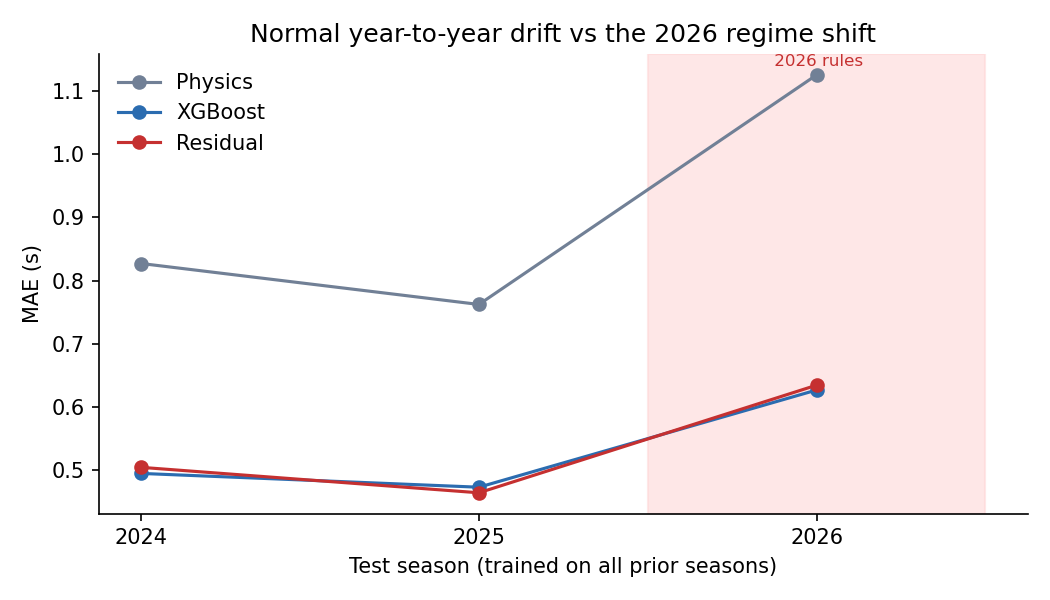 Normal year-to-year drift vs the 2026 regime shift
2026 rules
Physics
XGBoost
Residual
1.1
1.0
0.9
0.8
0.7
0.6
0.5
MAE (s)
2024
2025
2026
Test season (trained on all prior seasons)